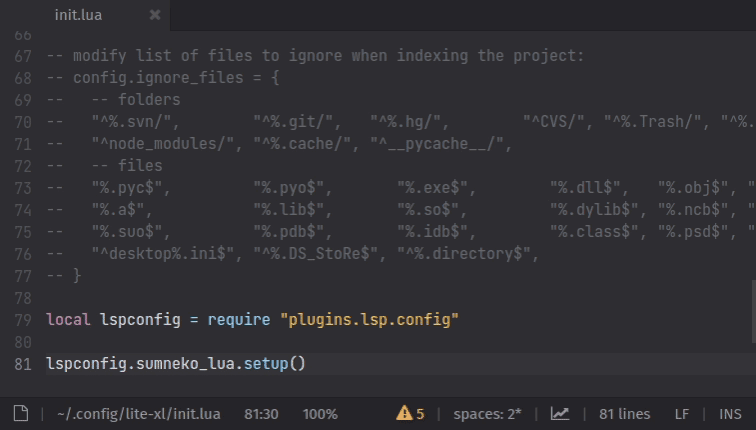 init.lua
66
67 -- modify list of files to ignore when indexing the project:
68 -- config.ignore_files = {
69 --   -- folders
70 --   "^%.svn/",        "^%.git/",   "^%.hg/",        "^CVS/", "^%.Trash/", "^%.
71 --   "^node_modules/", "^%.cache/", "^__pycache__/",
72 --   -- files
73 --   "%.pyc$",         "%.pyo$",       "%.exe$",        "%.dll$",   "%.obj$", "
74 --   "%.a$",           "%.lib$",       "%.so$",         "%.dylib$", "%.ncb$", "
75 --   "%.suo$",         "%.pdb$",       "%.idb$",        "%.class$", "%.psd$", "
76 --   "^desktop%.ini$", "^%.DS_StoRe$", "^%.directory$",
77 -- }
78
79 local lspconfig = require "plugins.lsp.config"
80
81 lspconfig.sumneko_lua.setup()
~/.config/lite-xl/init.lua 81:30 100% 5 spaces: 2* 81 lines LF INS